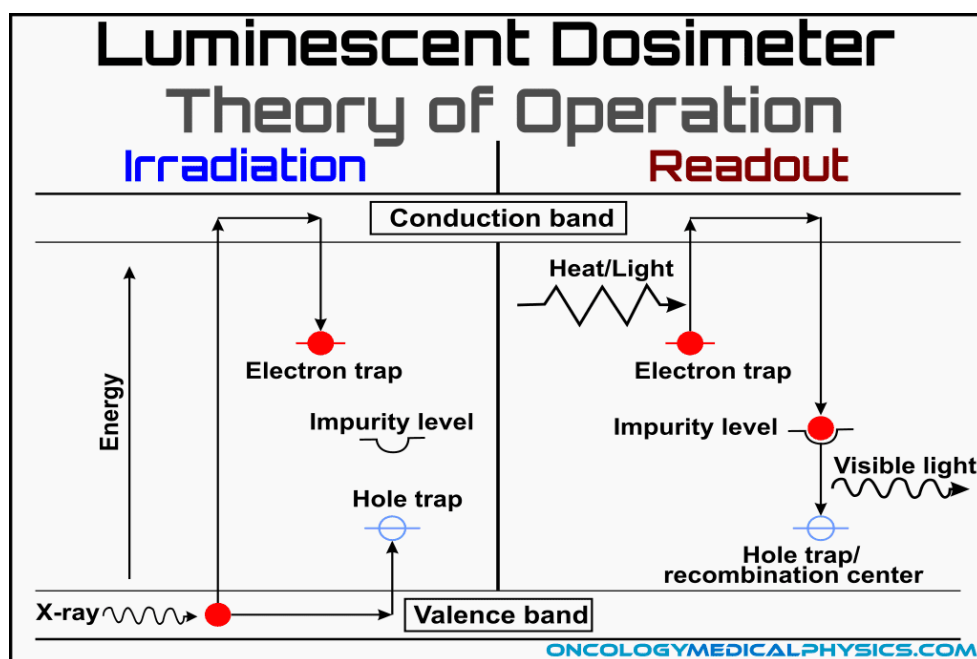 Luminescent Dosimeter
Theory of Operation
Irradiation
Readout
Conduction band
Energy
Electron trap
Impurity level
Hole trap
X-ray
Valence band
Heat/Light
Electron trap
Impurity level
Visible light
Hole trap/
recombination center
ONCOLOGYMEDICALPHYSICS.COM